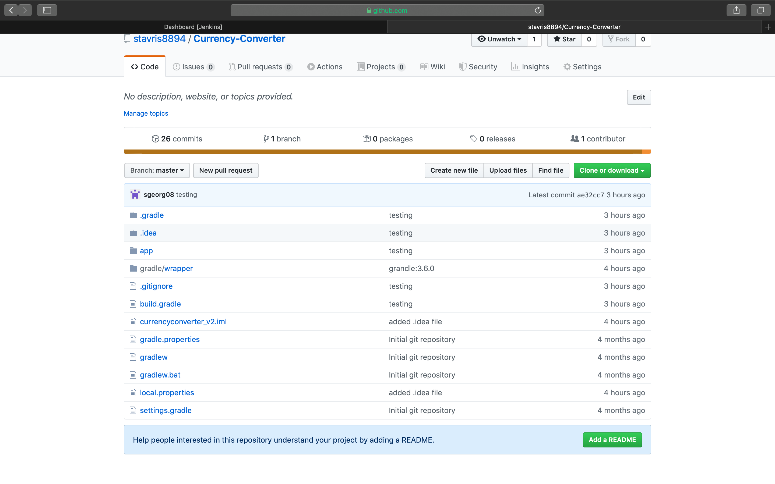 github.com
Dashboard [Jenkins]
stavris8894/Currency-Converter
stavris8894 / Currency-Converter
Unwatch 1 Star 0 Fork 0
Code Issues 0 Pull requests 0 Actions Projects 0 Wiki Security Insights Settings
No description, website, or topics provided.
Edit
Manage topics
26 commits 1 branch 0 packages 0 releases 1 contributor
Branch: master New pull request Create new file Upload files Find file Clone or download
sgeorg08 testing Latest commit ae32cc7 3 hours ago
.gradle testing 3 hours ago
.idea testing 3 hours ago
app testing 3 hours ago
gradle/wrapper grandle:3.6.0 4 hours ago
.gitignore testing 3 hours ago
build.gradle testing 3 hours ago
currencyconverter_v2.iml added .idea file 4 hours ago
gradle.properties Initial git repository 4 months ago
gradlew Initial git repository 4 months ago
gradlew.bat Initial git repository 4 months ago
local.properties added .idea file 4 hours ago
settings.gradle Initial git repository 4 months ago
Help people interested in this repository understand your project by adding a README. Add a README